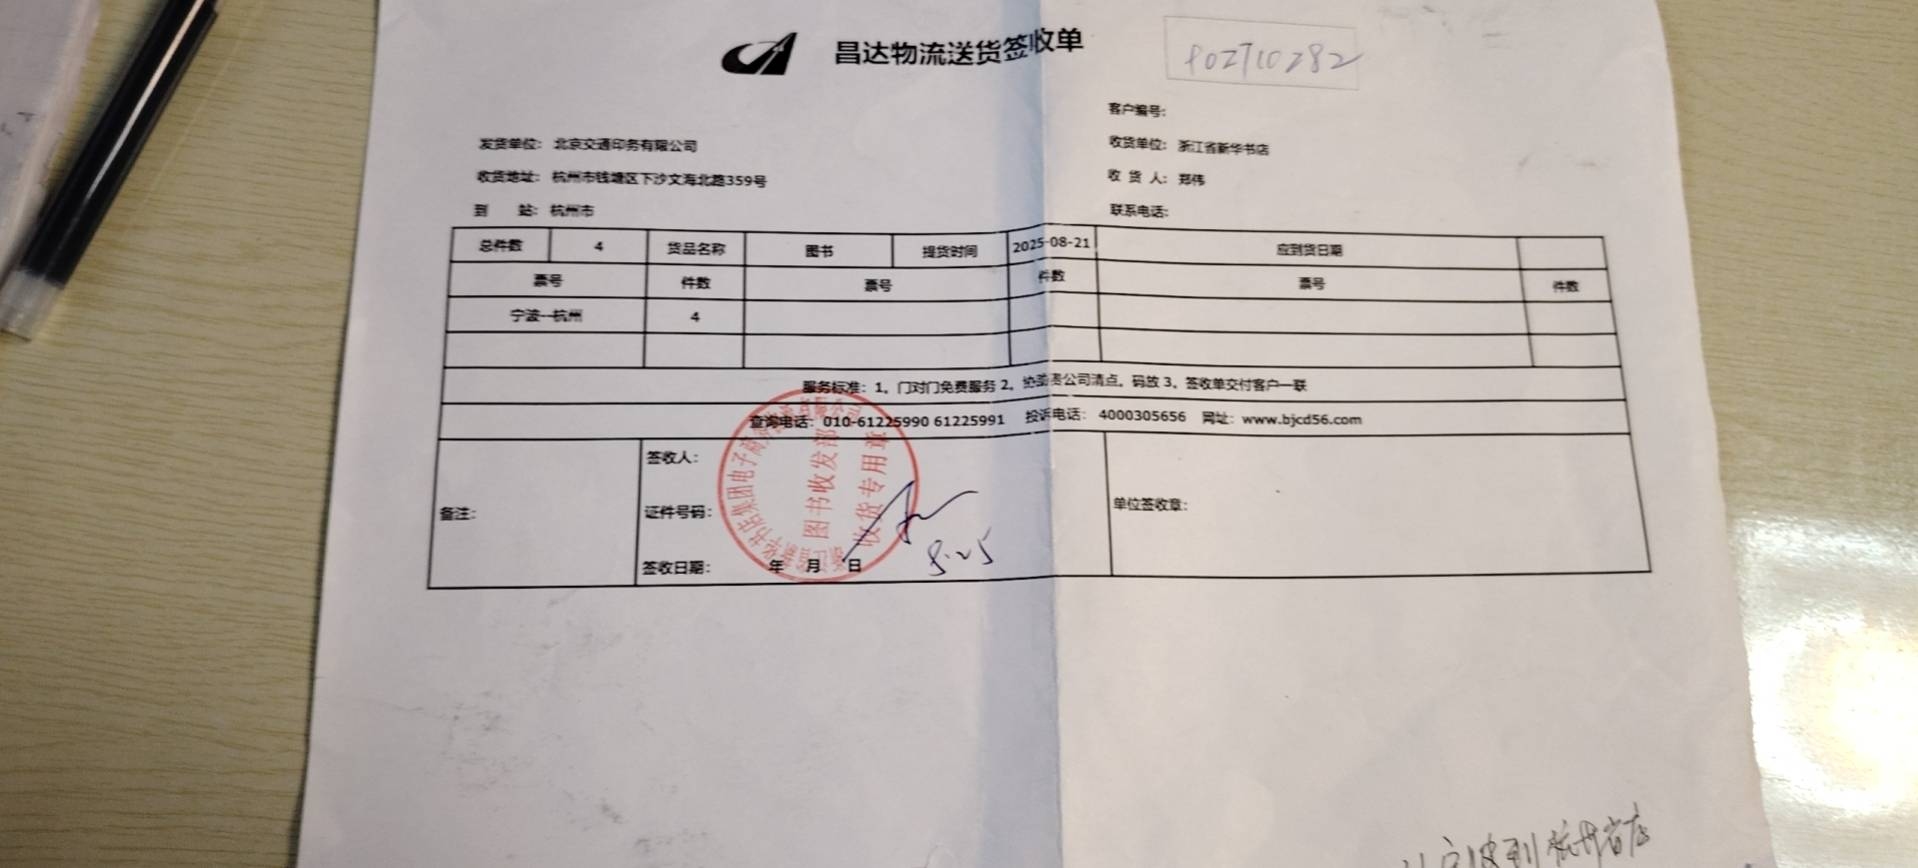 昌达物流送货签收单
客户编号:
发货单位: 北京交通印务有限公司
收货单位: 浙江省新华书店
收货地址: 杭州市钱塘区下沙文海北路359号
收 货 人: 郑伟
到 站: 杭州市
联系电话:
总件数 4 货品名称 图书 提货时间 2025-08-21 应到货日期
票号 件数 票号 件数 票号 件数
宁波--杭州 4
服务标准: 1、门对门免费服务 2、协助贵公司清点、码放 3、签收单交付客户一联
查询电话: 010-61225990 61225991 投诉电话: 4000305656 网址: www.bjcd56.com
备注:
签收人:
证件号码:
签收日期: 年 月 日
图书收发部
收货专用章
8.25
单位签收章: